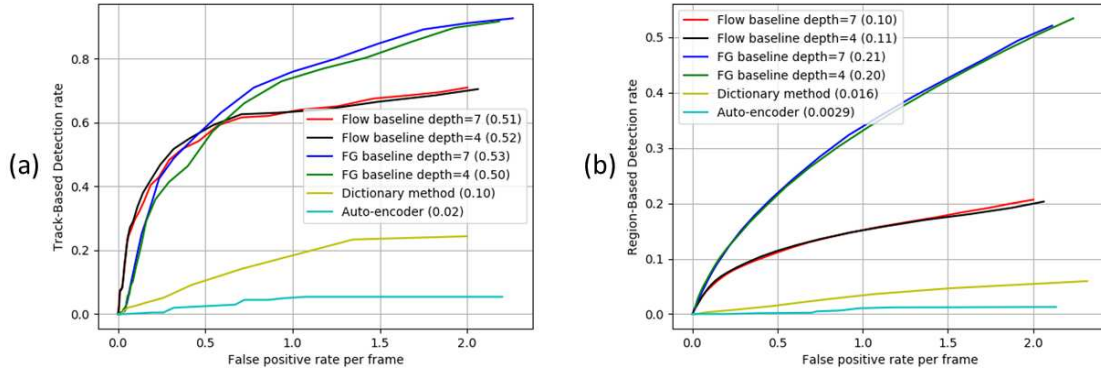 (a)
Track-Based Detection rate
0.8
0.6
0.4
0.2
0.0
Flow baseline depth=7 (0.51)
Flow baseline depth=4 (0.52)
FG baseline depth=7 (0.53)
FG baseline depth=4 (0.50)
Dictionary method (0.10)
Auto-encoder (0.02)
0.0 0.5 1.0 1.5 2.0
False positive rate per frame
(b)
Region-Based Detection rate
0.5
0.4
0.3
0.2
0.1
0.0
Flow baseline depth=7 (0.10)
Flow baseline depth=4 (0.11)
FG baseline depth=7 (0.21)
FG baseline depth=4 (0.20)
Dictionary method (0.016)
Auto-encoder (0.0029)
0.0 0.5 1.0 1.5 2.0
False positive rate per frame